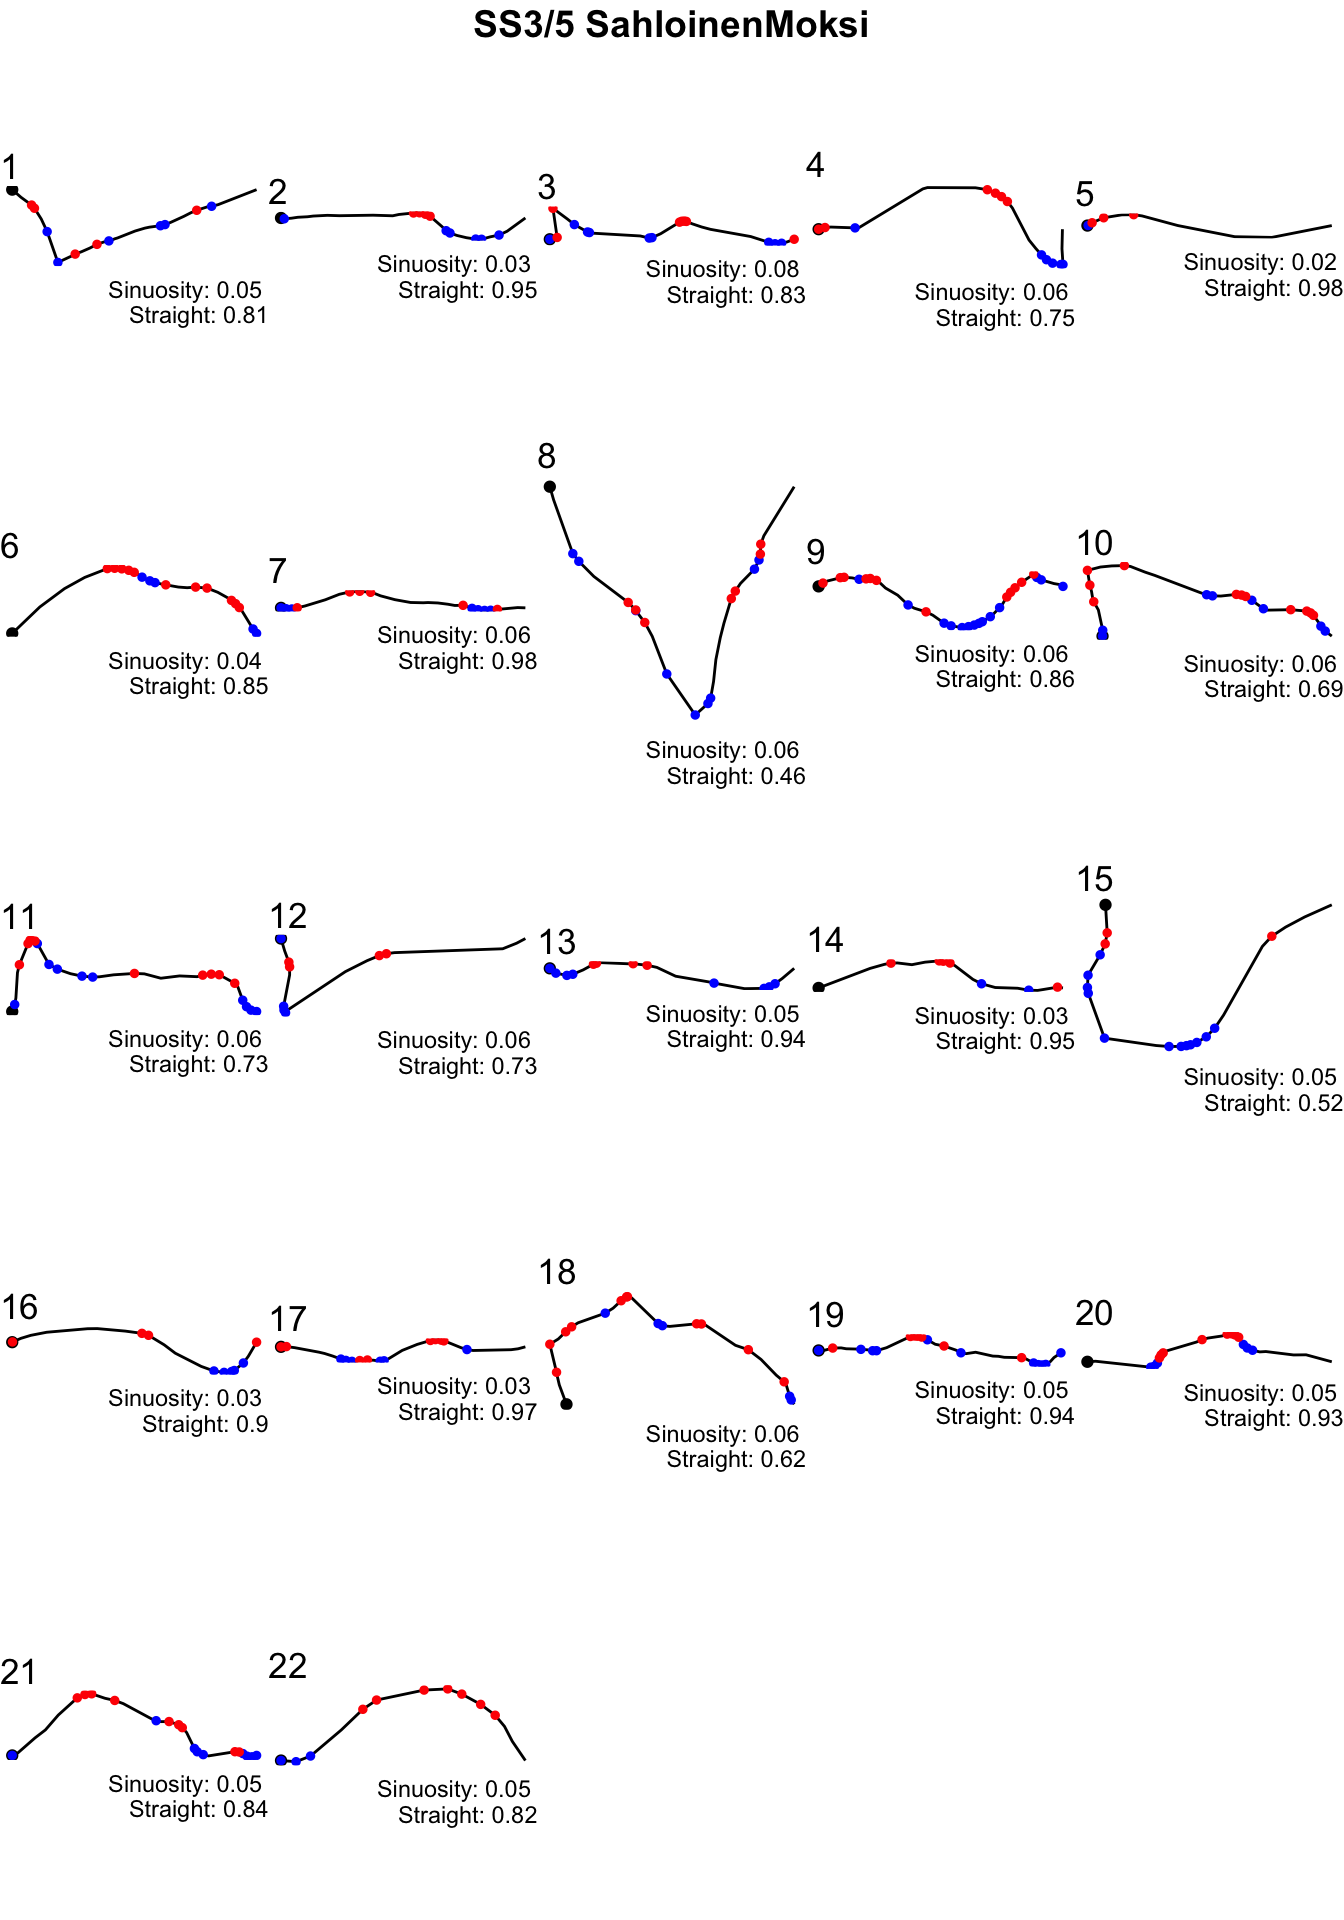 SS3/5 SahloinenMoksi
1
Sinuosity: 0.05
Straight: 0.81
2
Sinuosity: 0.03
Straight: 0.95
3
Sinuosity: 0.08
Straight: 0.83
4
Sinuosity: 0.06
Straight: 0.75
5
Sinuosity: 0.02
Straight: 0.98
6
Sinuosity: 0.04
Straight: 0.85
7
Sinuosity: 0.06
Straight: 0.98
8
Sinuosity: 0.06
Straight: 0.46
9
Sinuosity: 0.06
Straight: 0.86
10
Sinuosity: 0.06
Straight: 0.69
11
Sinuosity: 0.06
Straight: 0.73
12
Sinuosity: 0.06
Straight: 0.73
13
Sinuosity: 0.05
Straight: 0.94
14
Sinuosity: 0.03
Straight: 0.95
15
Sinuosity: 0.05
Straight: 0.52
16
Sinuosity: 0.03
Straight: 0.9
17
Sinuosity: 0.03
Straight: 0.97
18
Sinuosity: 0.06
Straight: 0.62
19
Sinuosity: 0.05
Straight: 0.94
20
Sinuosity: 0.05
Straight: 0.93
21
Sinuosity: 0.05
Straight: 0.84
22
Sinuosity: 0.05
Straight: 0.82